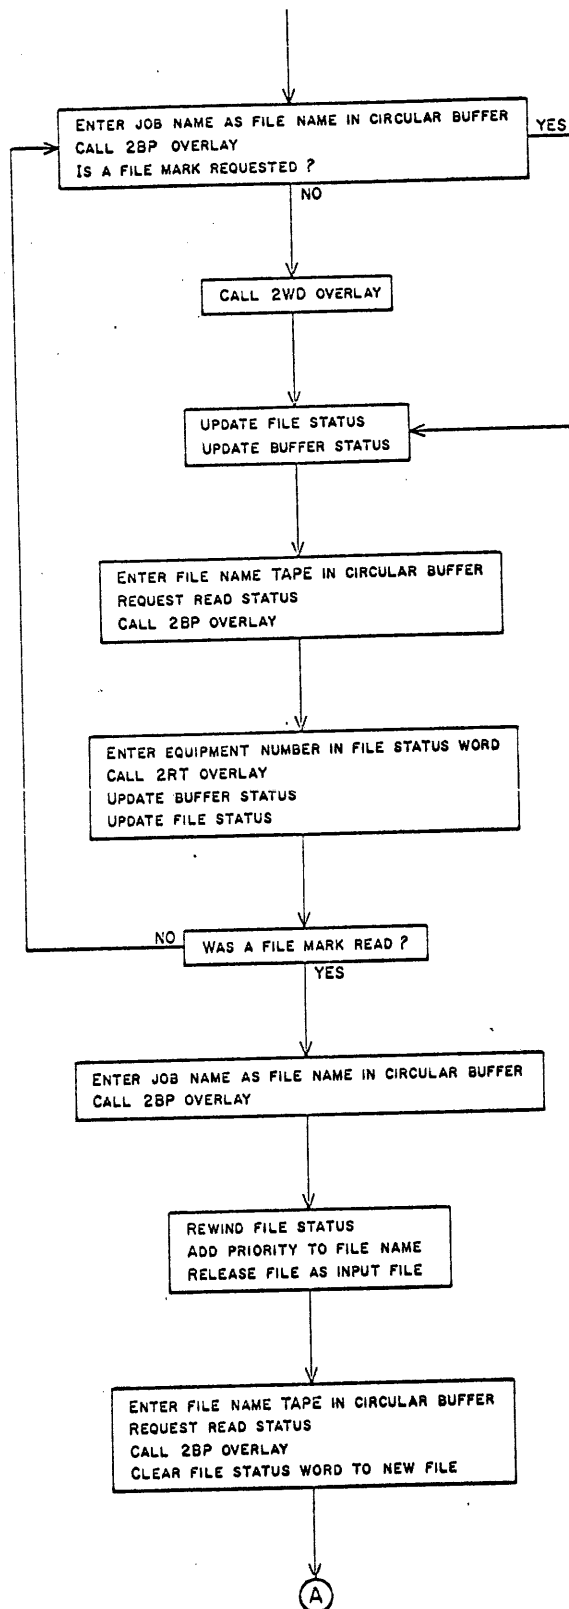 ENTER JOB NAME AS FILE NAME IN CIRCULAR BUFFER
CALL 2BP OVERLAY
IS A FILE MARK REQUESTED ?
YES
NO
CALL 2WD OVERLAY
UPDATE FILE STATUS
UPDATE BUFFER STATUS
ENTER FILE NAME TAPE IN CIRCULAR BUFFER
REQUEST READ STATUS
CALL 2BP OVERLAY
ENTER EQUIPMENT NUMBER IN FILE STATUS WORD
CALL 2RT OVERLAY
UPDATE BUFFER STATUS
UPDATE FILE STATUS
NO
WAS A FILE MARK READ ?
YES
ENTER JOB NAME AS FILE NAME IN CIRCULAR BUFFER
CALL 2BP OVERLAY
REWIND FILE STATUS
ADD PRIORITY TO FILE NAME
RELEASE FILE AS INPUT FILE
ENTER FILE NAME TAPE IN CIRCULAR BUFFER
REQUEST READ STATUS
CALL 2BP OVERLAY
CLEAR FILE STATUS WORD TO NEW FILE
A